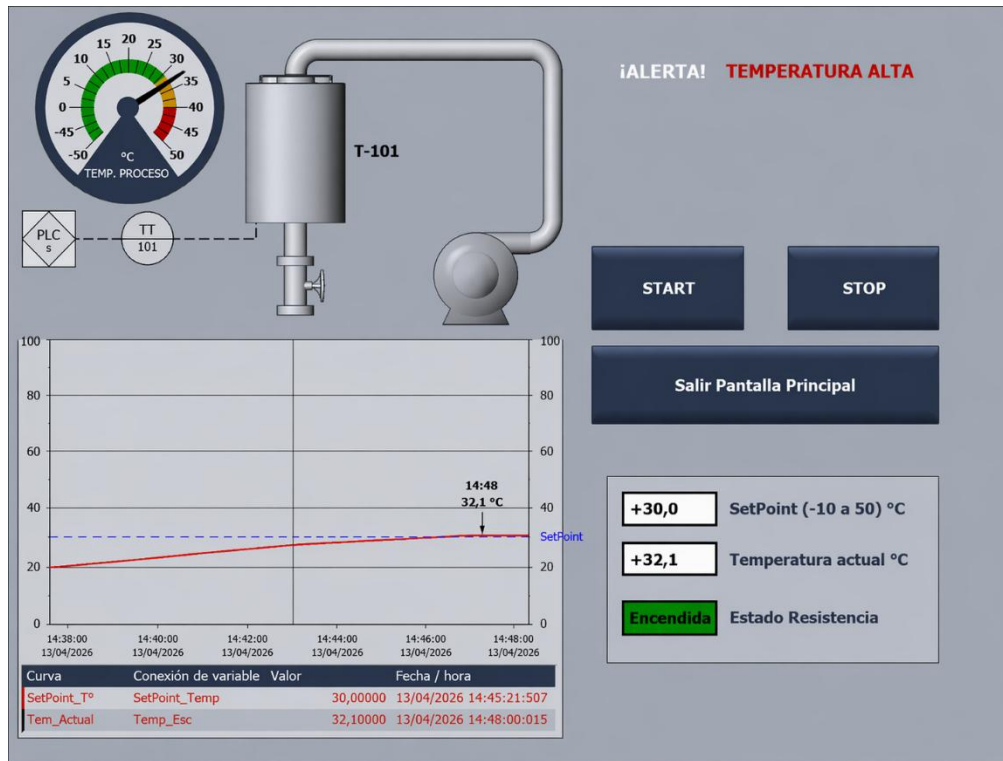 ¡ALERTA! TEMPERATURA ALTA
-50
-45
0
5
10
15
20
25
30
35
40
45
50
°C
TEMP. PROCESO
T-101
PLC
s
TT
101
START
STOP
Salir Pantalla Principal
100
80
60
40
20
0
100
80
60
40
20
0
14:48
32,1 °C
SetPoint
14:38:00 14:40:00 14:42:00 14:44:00 14:46:00 14:48:00
13/04/2026 13/04/2026 13/04/2026 13/04/2026 13/04/2026 13/04/2026
Curva Conexión de variable Valor Fecha / hora
SetPoint_Tº SetPoint_Temp 30,00000 13/04/2026 14:45:21:507
Tem_Actual Temp_Esc 32,10000 13/04/2026 14:48:00:015
+30,0 SetPoint (-10 a 50) °C
+32,1 Temperatura actual °C
Encendida Estado Resistencia